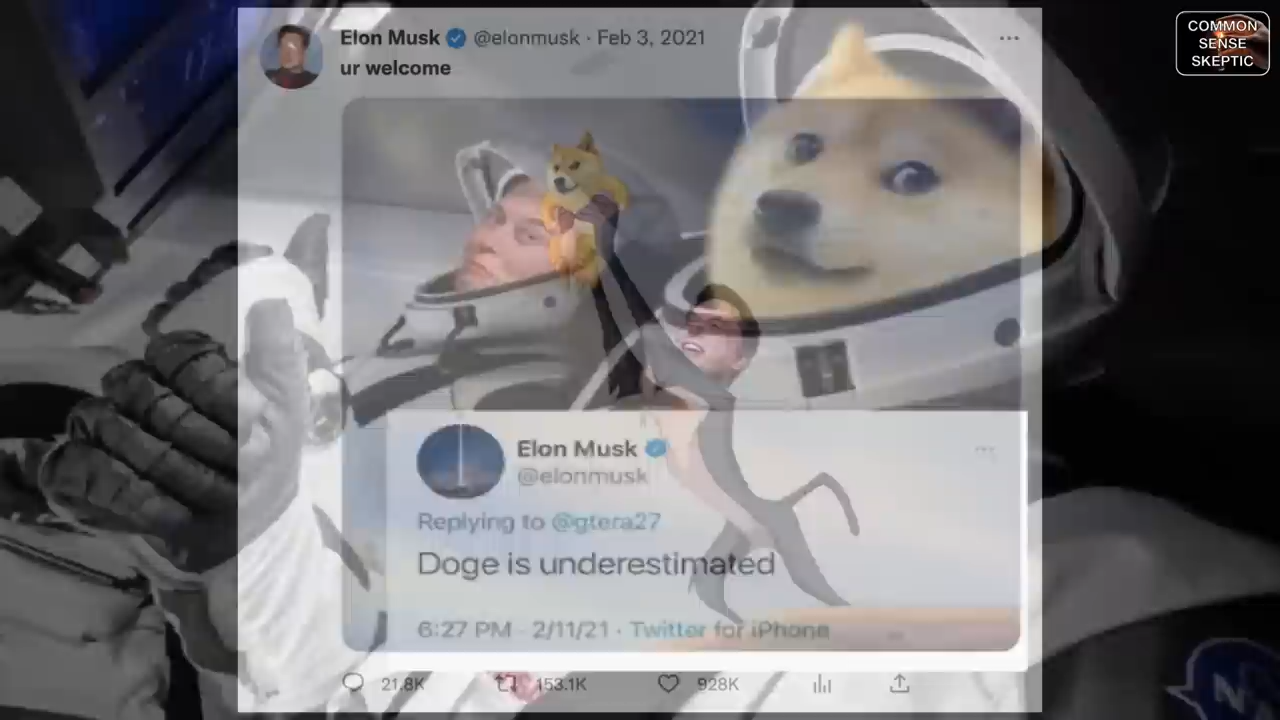 COMMON
SENSE
SKEPTIC
Elon Musk @elonmusk · Feb 3, 2021
ur welcome
Elon Musk
@elonmusk
Replying to @gtera27
Doge is underestimated
6:27 PM · 2/11/21 · Twitter for iPhone
21.8K 153.1K 928K